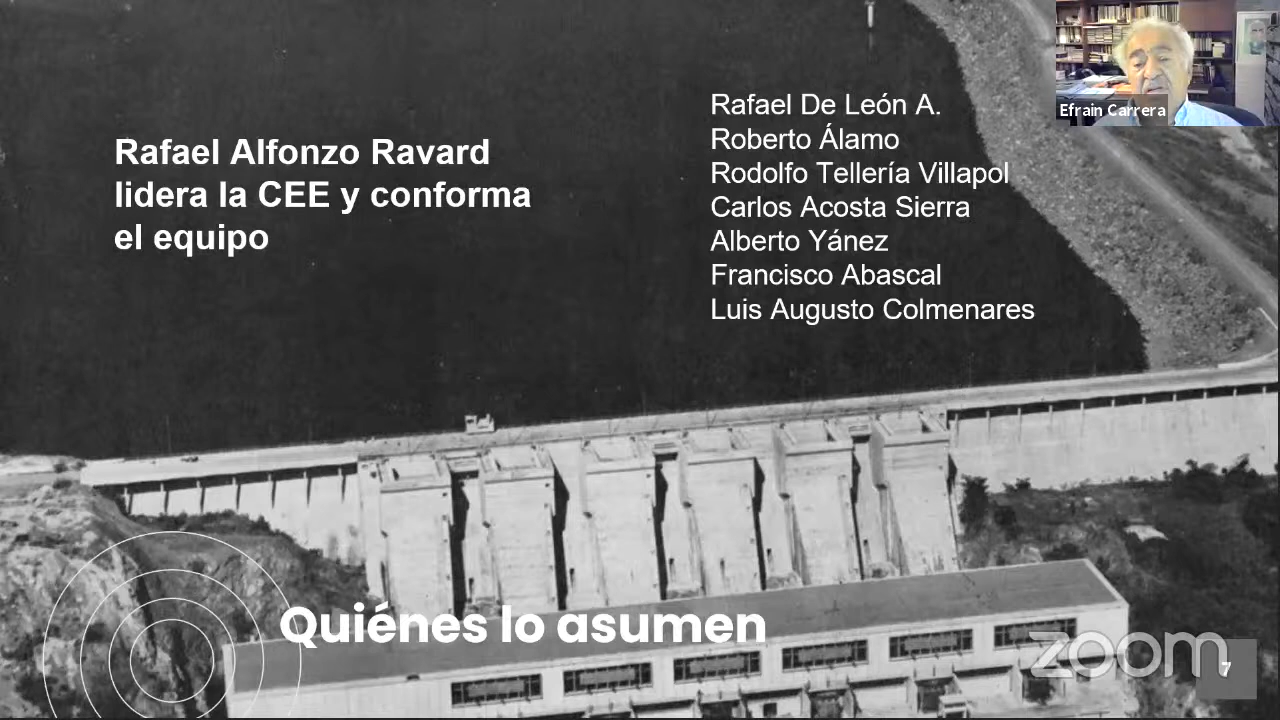 Rafael Alfonzo Ravard
lidera la CEE y conforma
el equipo
Rafael De León A.
Roberto Álamo
Rodolfo Tellería Villapol
Carlos Acosta Sierra
Alberto Yánez
Francisco Abascal
Luis Augusto Colmenares
Efrain Carrera
Quiénes lo asumen
zoom
7